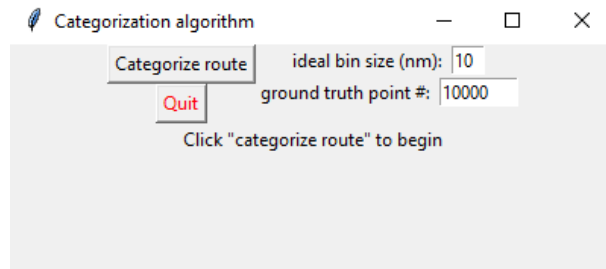 Categorization algorithm
Categorize route ideal bin size (nm): 10
Quit ground truth point #: 10000
Click "categorize route" to begin